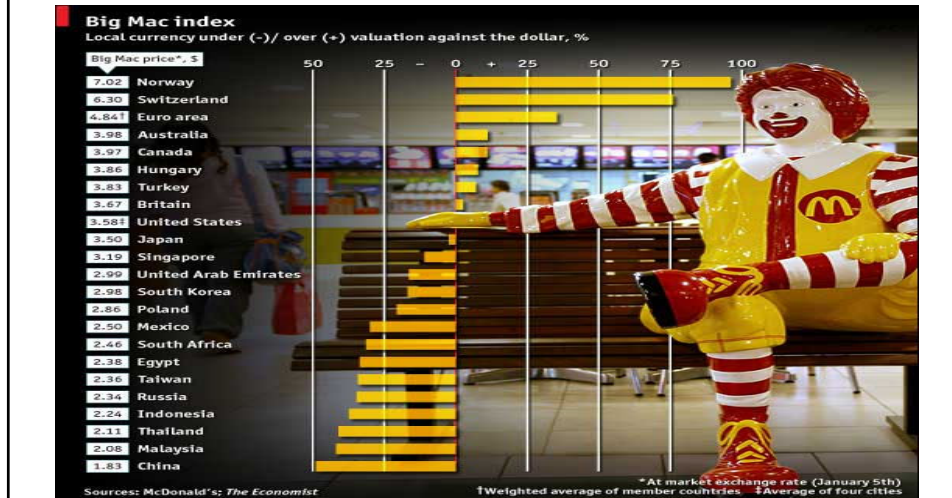 Big Mac index
Local currency under (-)/ over (+) valuation against the dollar, %
Big Mac price*, $
50 25 – 0 + 25 50 75 100
7.02 Norway
6.30 Switzerland
4.84† Euro area
3.98 Australia
3.97 Canada
3.86 Hungary
3.83 Turkey
3.67 Britain
3.58‡ United States
3.50 Japan
3.19 Singapore
2.99 United Arab Emirates
2.98 South Korea
2.86 Poland
2.50 Mexico
2.46 South Africa
2.38 Egypt
2.36 Taiwan
2.34 Russia
2.24 Indonesia
2.11 Thailand
2.08 Malaysia
1.83 China
*At market exchange rate (January 5th)
Sources: McDonald's; The Economist
†Weighted average of member countries ‡Average of four cities